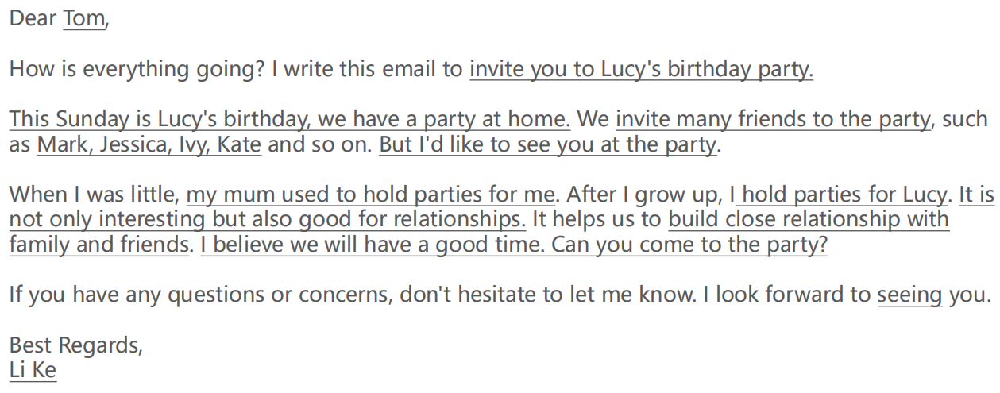 Dear Tom,
How is everything going? I write this email to invite you to Lucy's birthday party.
This Sunday is Lucy's birthday, we have a party at home. We invite many friends to the party, such
as Mark, Jessica, Ivy, Kate and so on. But I'd like to see you at the party.
When I was little, my mum used to hold parties for me. After I grow up, I hold parties for Lucy. It is
not only interesting but also good for relationships. It helps us to build close relationship with
family and friends. I believe we will have a good time. Can you come to the party?
If you have any questions or concerns, don't hesitate to let me know. I look forward to seeing you.
Best Regards,
Li Ke